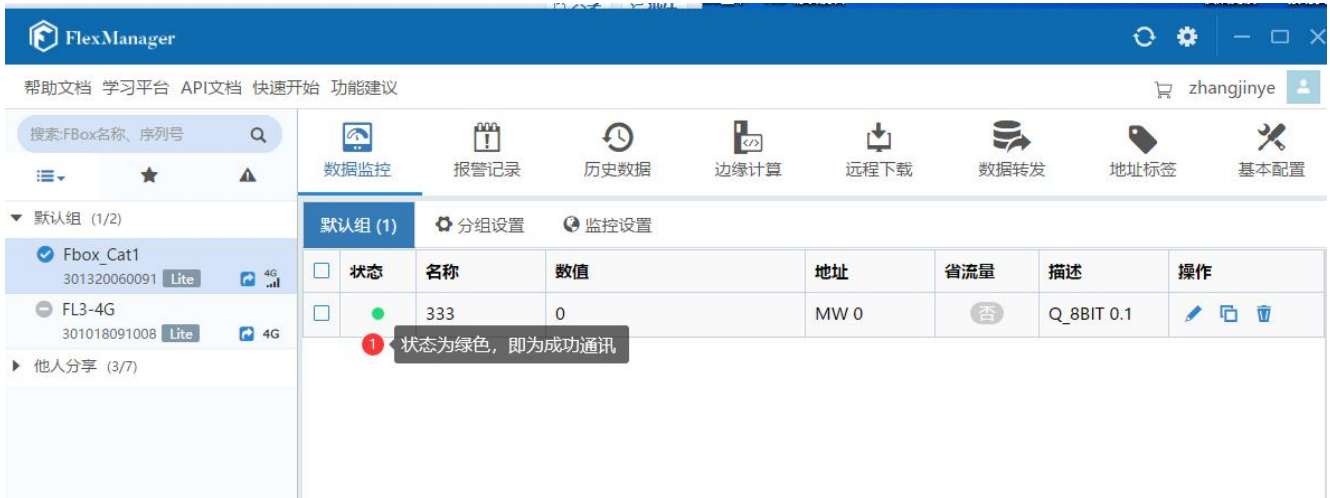 FlexManager
帮助文档 学习平台 API文档 快速开始 功能建议
zhangjinye
搜索:FBox名称、序列号
数据监控 报警记录 历史数据 边缘计算 远程下载 数据转发 地址标签 基本配置
默认组 (1/2)
Fbox_Cat1
301320060091 Lite 4G
FL3-4G
301018091008 Lite 4G
他人分享 (3/7)
默认组 (1) 分组设置 监控设置
状态 名称 数值 地址 省流量 描述 操作
333 0 MW 0 否 Q_8BIT 0.1
1 状态为绿色，即为成功通讯